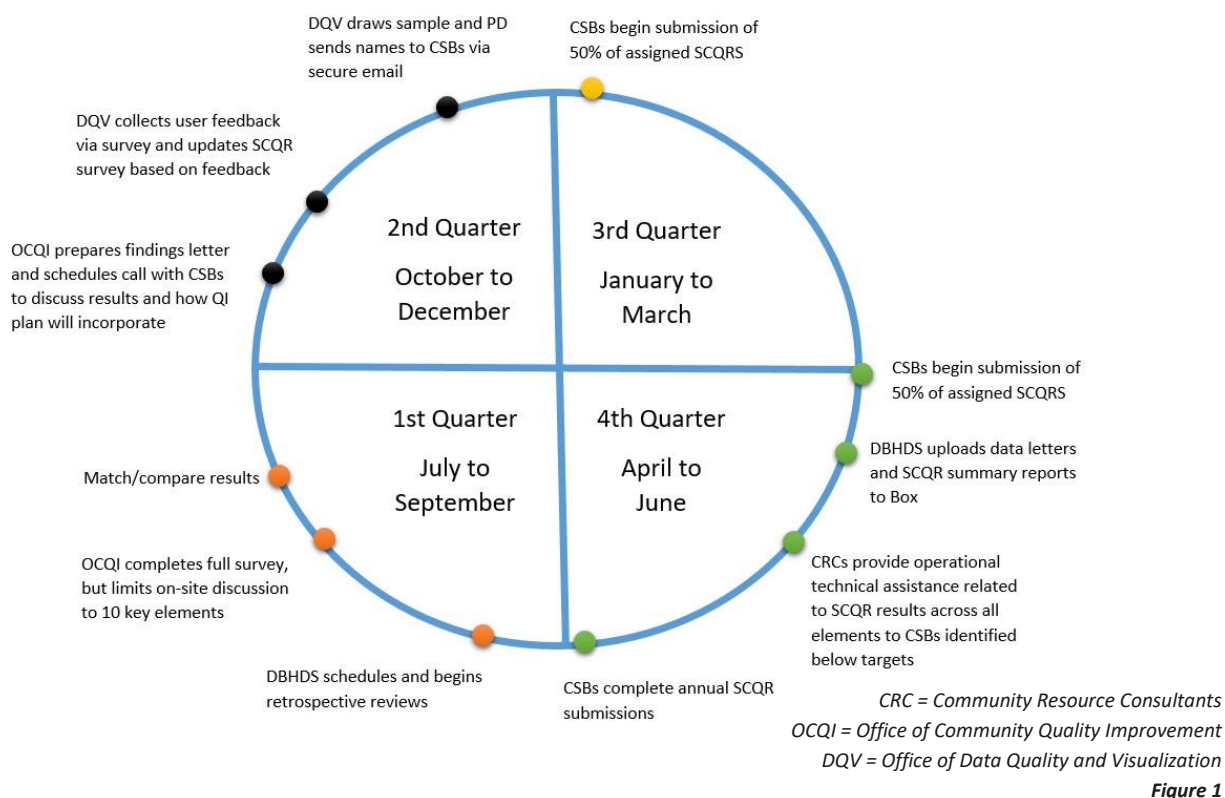 DQV draws sample and PD
sends names to CSBs via
secure email
CSBs begin submission of
50% of assigned SCQRS
DQV collects user feedback
via survey and updates SCQR
survey based on feedback
OCQI prepares findings letter
and schedules call with CSBs
to discuss results and how QI
plan will incorporate
2nd Quarter
October to
December
3rd Quarter
January to
March
CSBs begin submission of
50% of assigned SCQRS
1st Quarter
July to
September
4th Quarter
April to
June
DBHDS uploads data letters
and SCQR summary reports
to Box
Match/compare results
OCQI completes full survey,
but limits on-site discussion
to 10 key elements
CRCs provide operational
technical assistance related
to SCQR results across all
elements to CSBs identified
below targets
DBHDS schedules and begins
retrospective reviews
CSBs complete annual SCQR
submissions
CRC = Community Resource Consultants
OCQI = Office of Community Quality Improvement
DQV = Office of Data Quality and Visualization
Figure 1